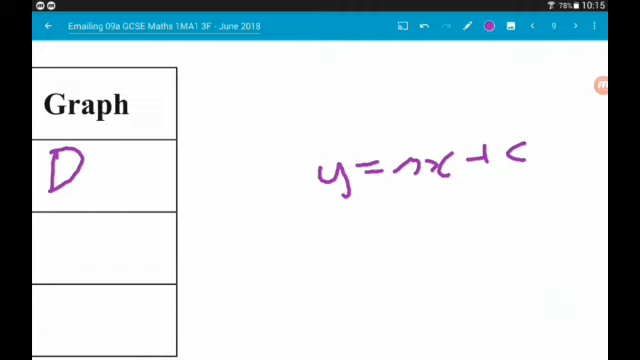 78% 10:15
Emailing 09a GCSE Maths 1MA1 3F - June 2018
9
Graph
D
y = mx + c